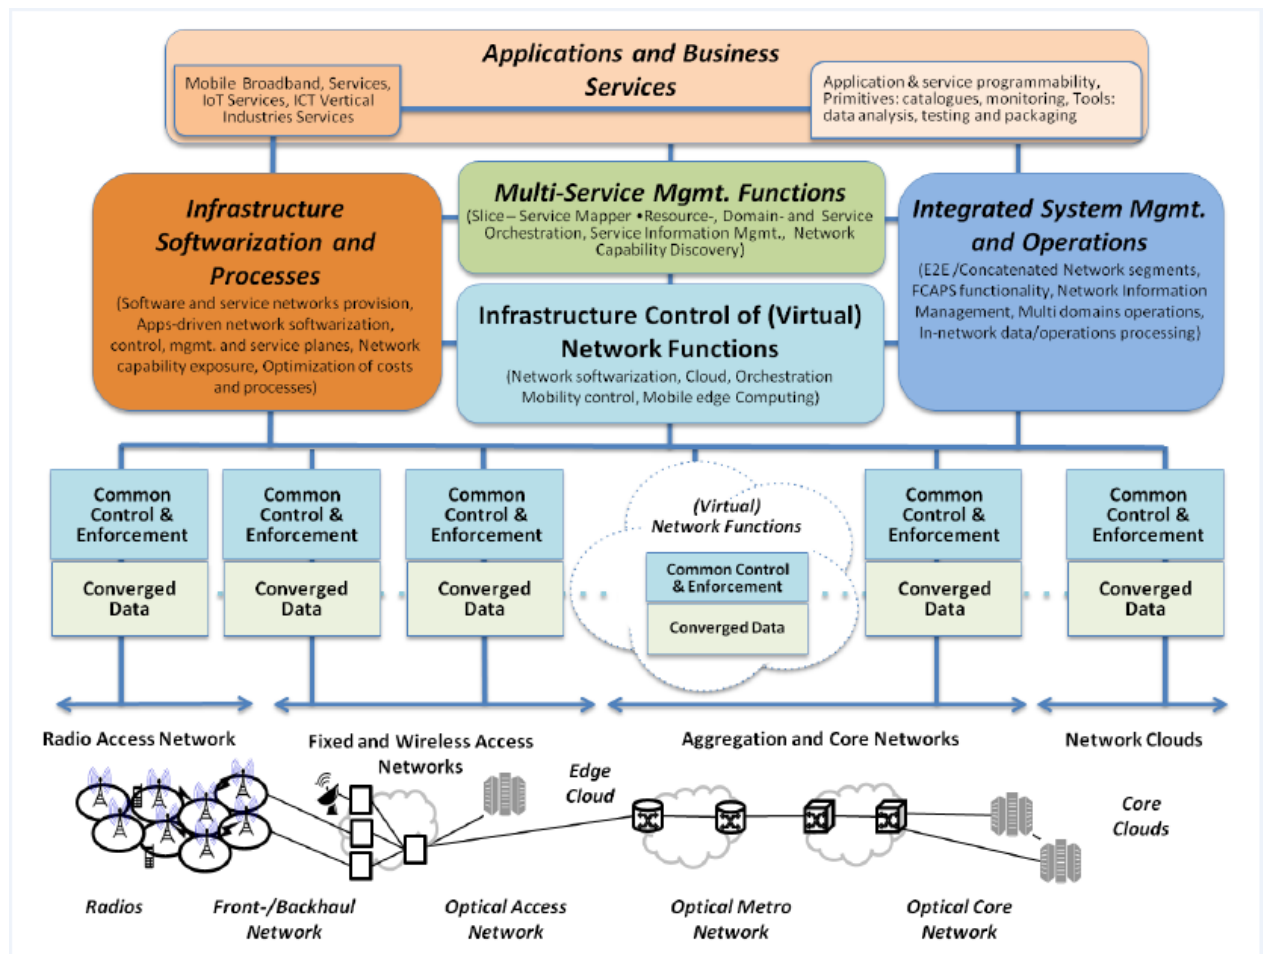 Applications and Business
Services
Mobile Broadband, Services,
IoT Services, ICT Vertical
Industries Services
Application & service programmability,
Primitives: catalogues, monitoring, Tools:
data analysis, testing and packaging
Infrastructure
Softwarization and
Processes
(Software and service networks provision,
Apps-driven network softwarization,
control, mgmt. and service planes, Network
capability exposure, Optimization of costs
and processes)
Multi-Service Mgmt. Functions
(Slice – Service Mapper •Resource-, Domain- and Service
Orchestration, Service Information Mgmt., Network
Capability Discovery)
Infrastructure Control of (Virtual)
Network Functions
(Network softwarization, Cloud, Orchestration
Mobility control, Mobile edge Computing)
Integrated System Mgmt.
and Operations
(E2E /Concatenated Network segments,
FCAPS functionality, Network Information
Management, Multi domains operations,
In-network data/operations processing)
Common
Control &
Enforcement
Converged
Data
Common
Control &
Enforcement
Converged
Data
Common
Control &
Enforcement
Converged
Data
(Virtual)
Network Functions
Common Control
& Enforcement
Converged Data
Common
Control &
Enforcement
Converged
Data
Common
Control &
Enforcement
Converged
Data
Radio Access Network
Fixed and Wireless Access
Networks
Aggregation and Core Networks
Network Clouds
Edge
Cloud
Core
Clouds
Radios
Front-/Backhaul
Network
Optical Access
Network
Optical Metro
Network
Optical Core
Network